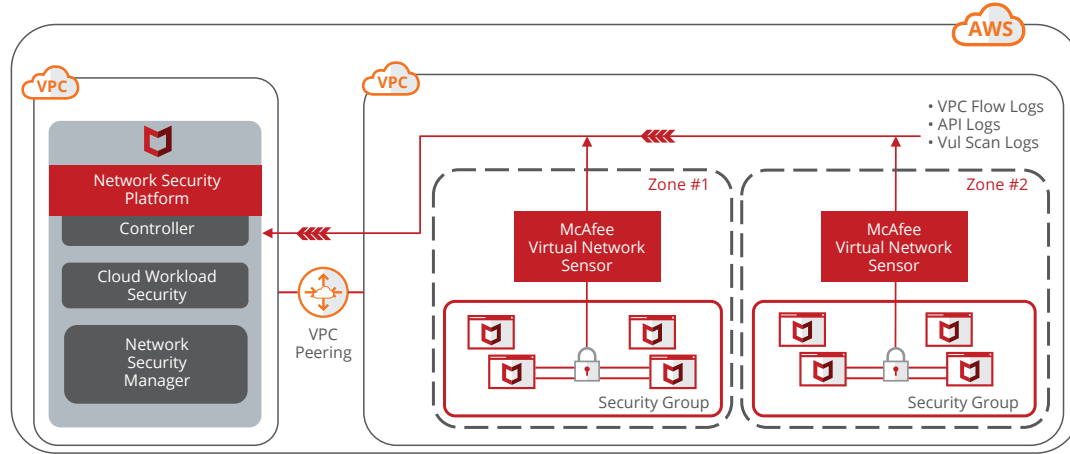 AWS
VPC
VPC
• VPC Flow Logs
• API Logs
• Vul Scan Logs
Network Security
Platform
Controller
Cloud Workload
Security
Network
Security
Manager
VPC
Peering
Zone #1
McAfee
Virtual Network
Sensor
Security Group
Zone #2
McAfee
Virtual Network
Sensor
Security Group